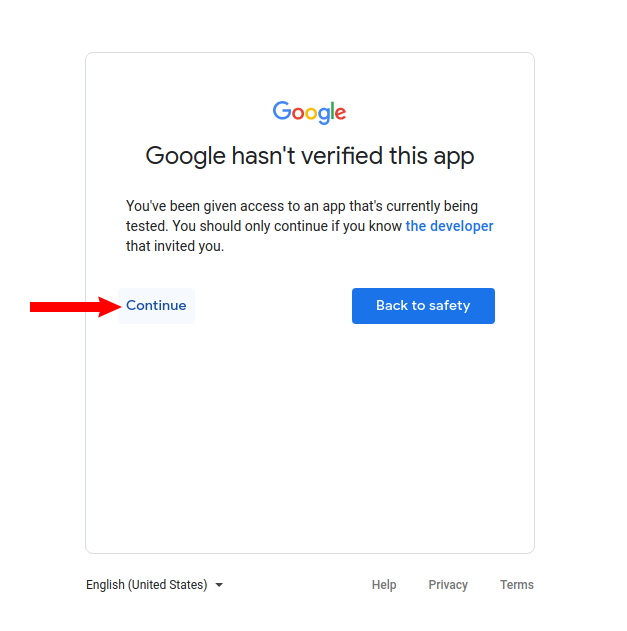 Google
Google hasn't verified this app
You've been given access to an app that's currently being
tested. You should only continue if you know the developer
that invited you.
Continue
Back to safety
English (United States)
Help
Privacy
Terms